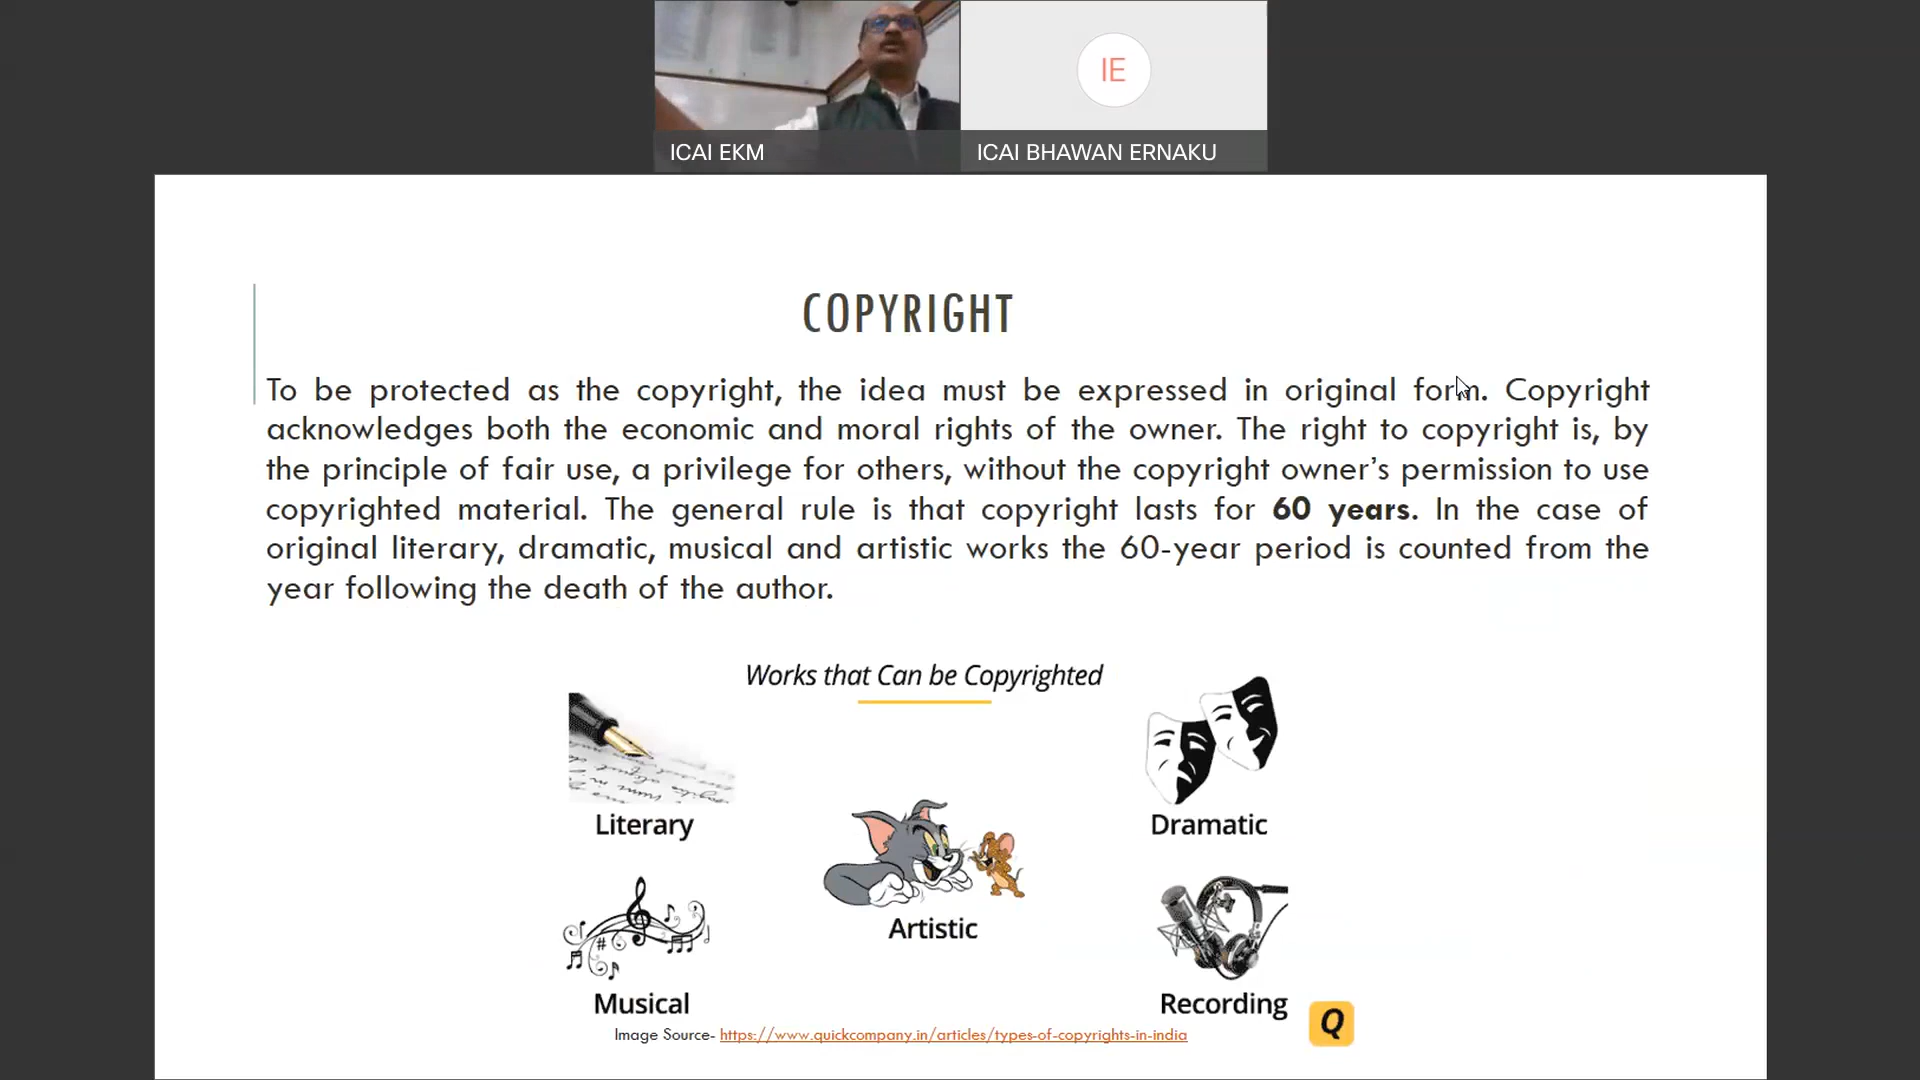 IE
ICAI EKM
ICAI BHAWAN ERNAKU
COPYRIGHT
To be protected as the copyright, the idea must be expressed in original form. Copyright
acknowledges both the economic and moral rights of the owner. The right to copyright is, by
the principle of fair use, a privilege for others, without the copyright owner’s permission to use
copyrighted material. The general rule is that copyright lasts for 60 years. In the case of
original literary, dramatic, musical and artistic works the 60-year period is counted from the
year following the death of the author.
Works that Can be Copyrighted
Literary
Dramatic
Artistic
Musical
Recording
Q
Image Source- https://www.quickcompany.in/articles/types-of-copyrights-in-india